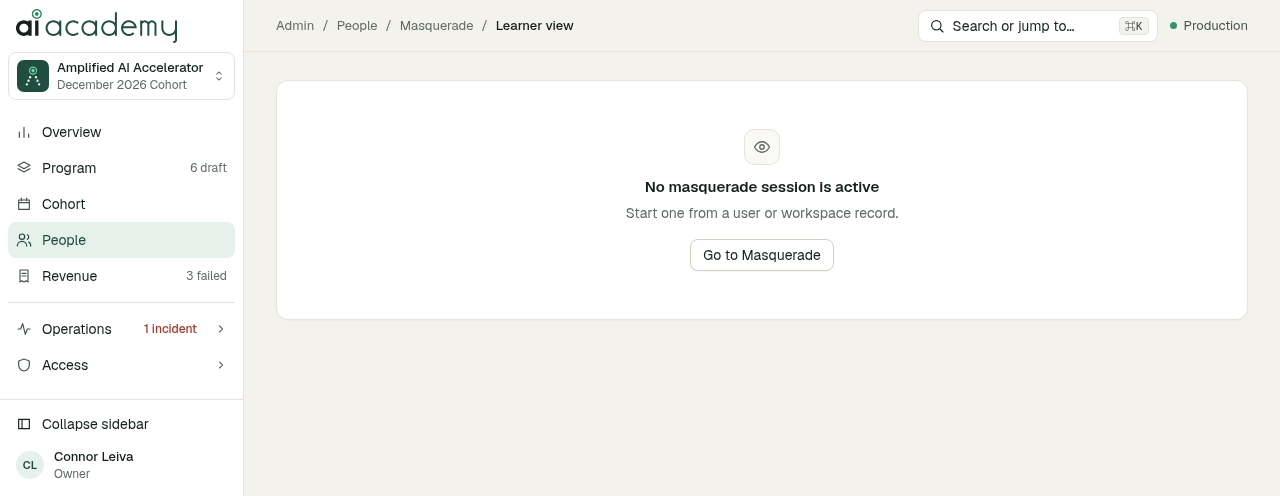 ai academy
Amplified AI Accelerator
December 2026 Cohort
Overview
Program 6 draft
Cohort
People
Revenue 3 failed
Operations 1 incident
Access
Collapse sidebar
CL
Connor Leiva
Owner
Admin / People / Masquerade / Learner view
Search or jump to... ⌘K
Production
No masquerade session is active
Start one from a user or workspace record.
Go to Masquerade